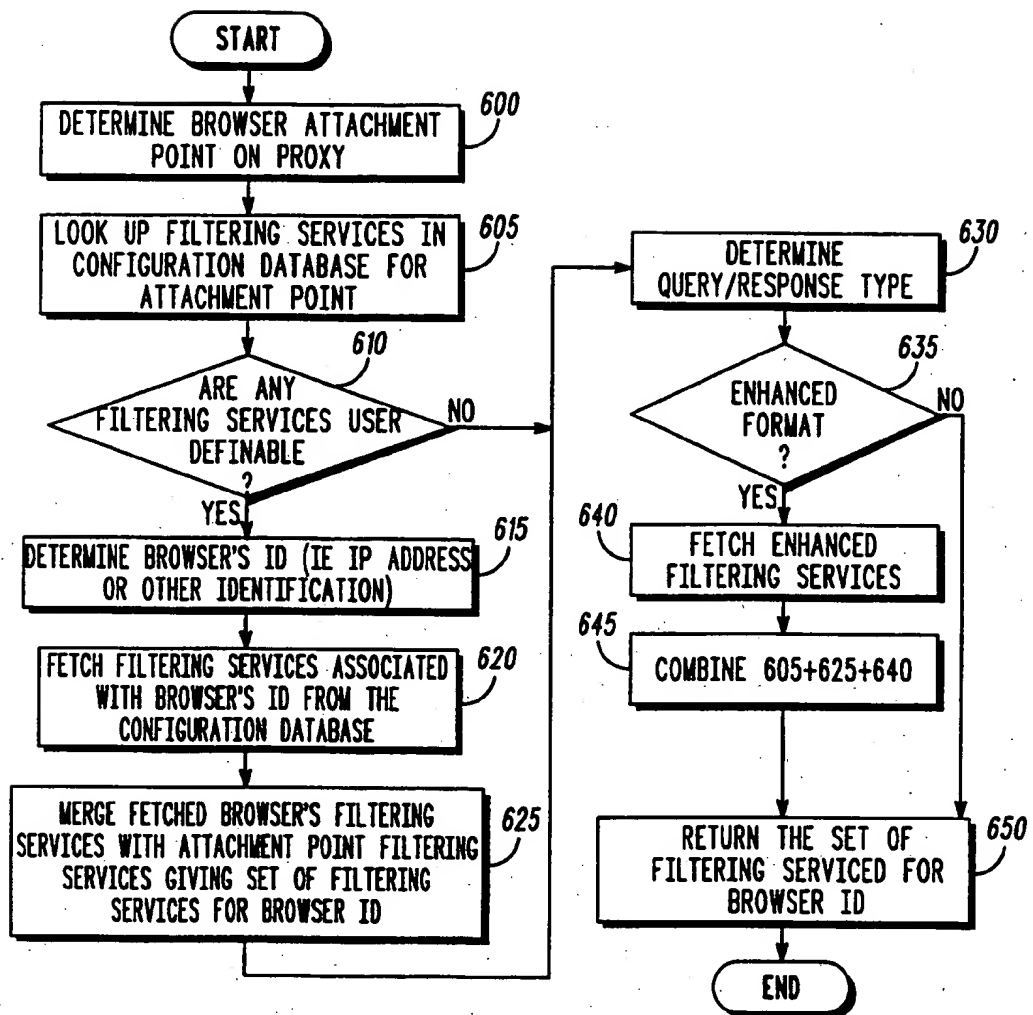 START
600
DETERMINE BROWSER ATTACHMENT
POINT ON PROXY
605
LOOK UP FILTERING SERVICES IN
CONFIGURATION DATABASE FOR
ATTACHMENT POINT
610
ARE ANY
FILTERING SERVICES USER
DEFINABLE
?
NO
YES
615
DETERMINE BROWSER'S ID (IE IP ADDRESS
OR OTHER IDENTIFICATION)
620
FETCH FILTERING SERVICES ASSOCIATED
WITH BROWSER'S ID FROM THE
CONFIGURATION DATABASE
625
MERGE FETCHED BROWSER'S FILTERING
SERVICES WITH ATTACHMENT POINT FILTERING
SERVICES GIVING SET OF FILTERING
SERVICES FOR BROWSER ID
630
DETERMINE
QUERY/RESPONSE TYPE
635
ENHANCED
FORMAT
?
NO
YES
640
FETCH ENHANCED
FILTERING SERVICES
645
COMBINE 605+625+640
650
RETURN THE SET OF
FILTERING SERVICED FOR
BROWSER ID
END